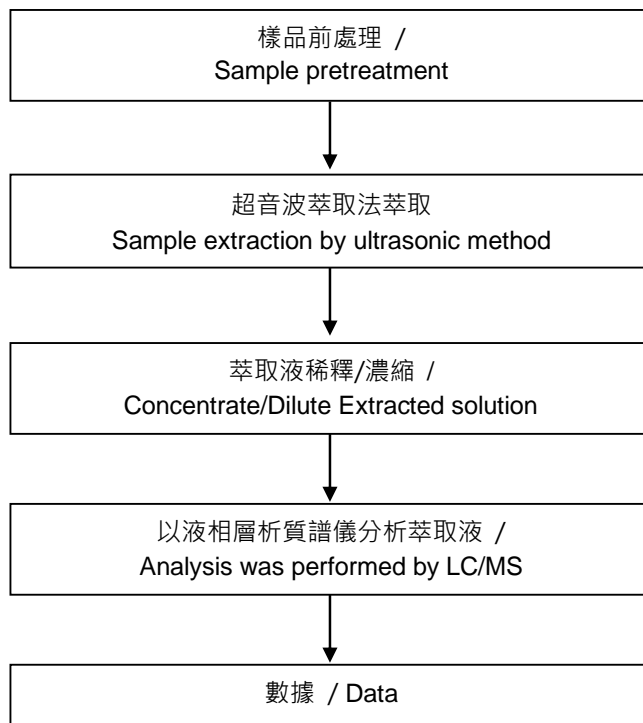 樣品前處理 /
Sample pretreatment
超音波萃取法萃取
Sample extraction by ultrasonic method
萃取液稀釋/濃縮 /
Concentrate/Dilute Extracted solution
以液相層析質譜儀分析萃取液 /
Analysis was performed by LC/MS
數據 / Data